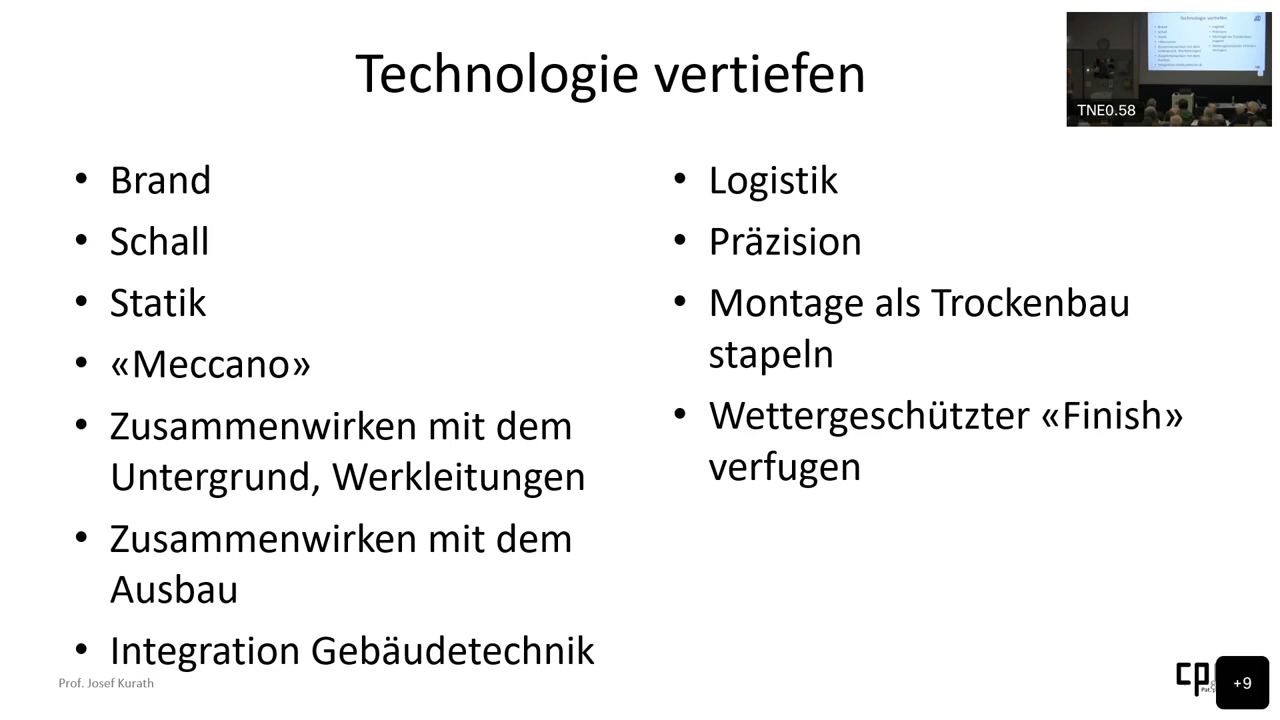 Technologie vertiefen
TNE0.58
• Brand
• Schall
• Statik
• «Meccano»
• Zusammenwirken mit dem
Untergrund, Werkleitungen
• Zusammenwirken mit dem
Ausbau
• Integration Gebäudetechnik
• Logistik
• Präzision
• Montage als Trockenbau
stapeln
• Wettergeschützter «Finish»
verfugen
Prof. Josef Kurath
cp
+9